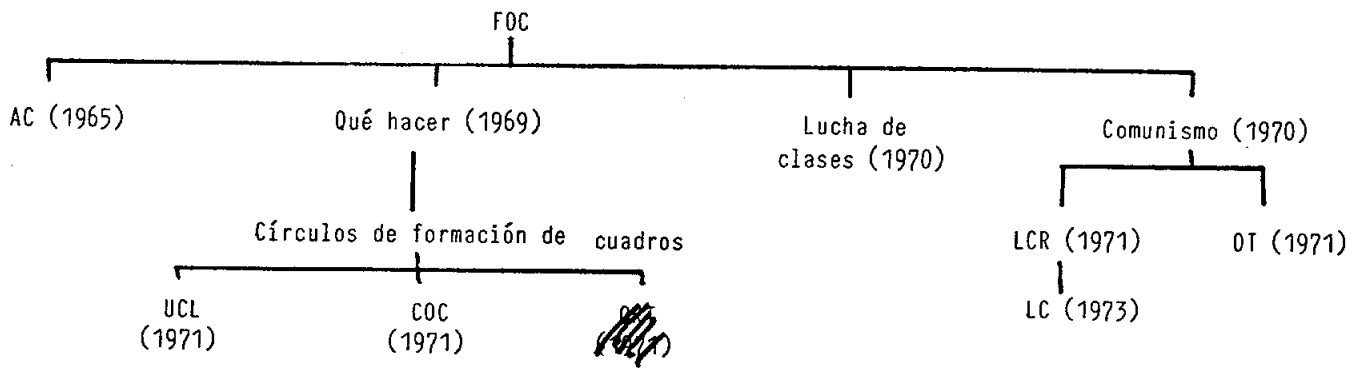 FOC
AC (1965)
Qué hacer (1969)
Lucha de
clases (1970)
Comunismo (1970)
Círculos de formación de cuadros
LCR (1971)
OT (1971)
LC (1973)
UCL
(1971)
COC
(1971)